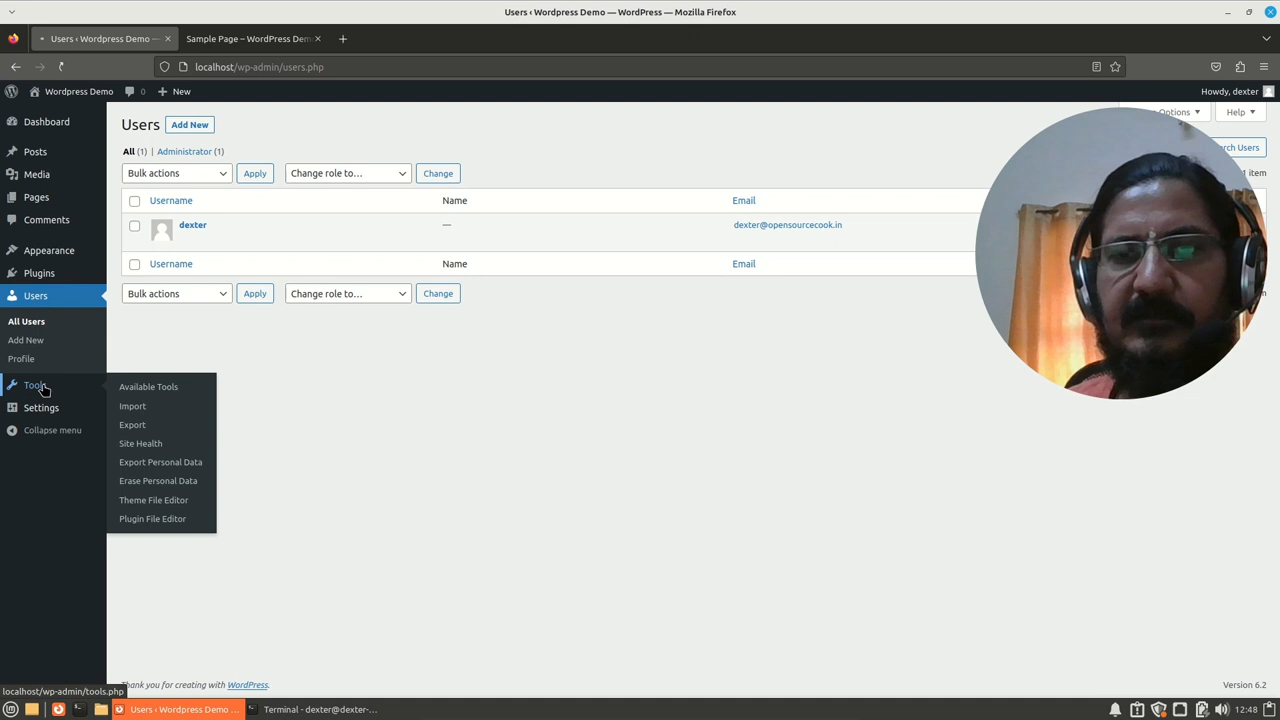 Users ‹ Wordpress Demo — WordPress — Mozilla Firefox
Users ‹ Wordpress Demo —
Sample Page – WordPress Dem
localhost/wp-admin/users.php
Wordpress Demo
0
New
Howdy, dexter
Dashboard
Posts
Media
Pages
Comments
Appearance
Plugins
Users
All Users
Add New
Profile
Tools
Settings
Collapse menu
Available Tools
Import
Export
Site Health
Export Personal Data
Erase Personal Data
Theme File Editor
Plugin File Editor
Users
Add New
Options
Help
All (1) | Administrator (1)
Users
Bulk actions
Apply
Change role to…
Change
item
Username
Name
Email
dexter
—
dexter@opensourcecook.in
Username
Name
Email
Bulk actions
Apply
Change role to…
Change
Thank you for creating with WordPress.
Version 6.2
localhost/wp-admin/tools.php
Users ‹ Wordpress Demo ...
Terminal - dexter@dexter-...
12:48